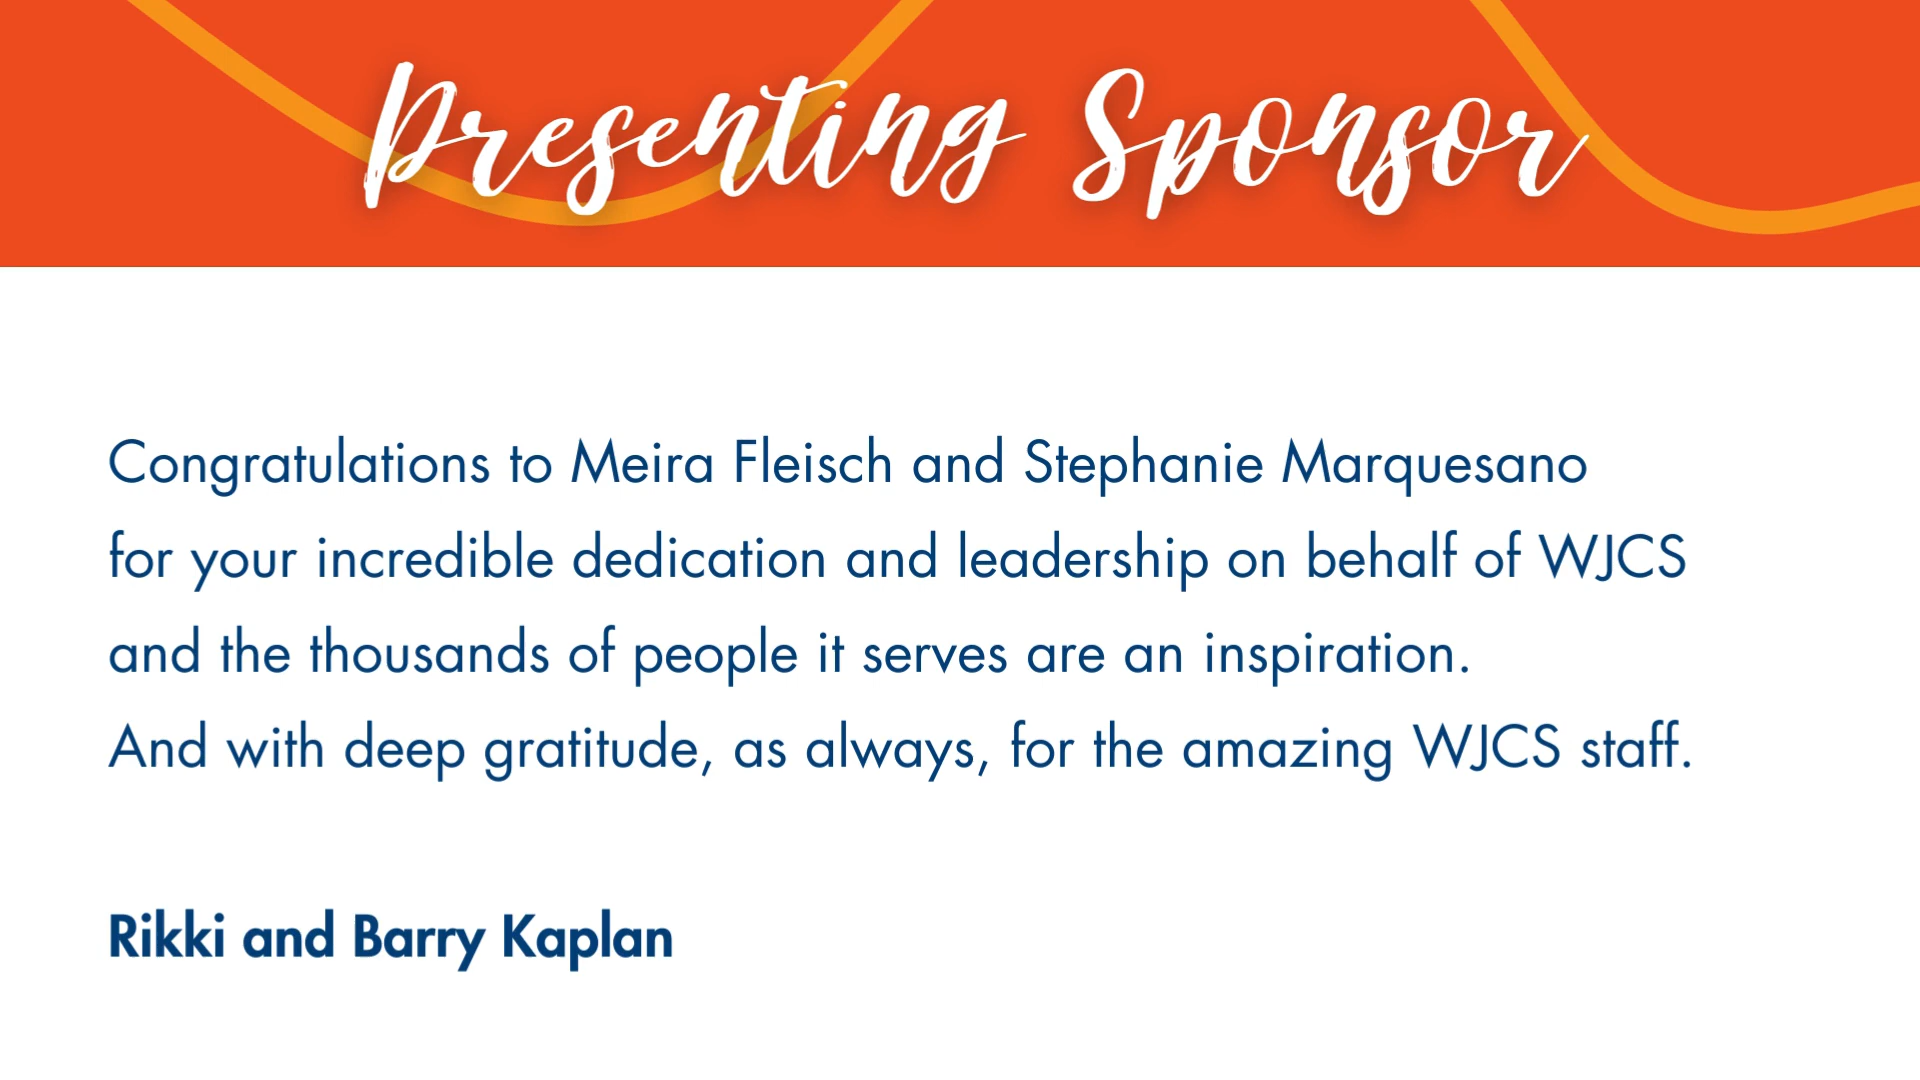 Presenting Sponsor
Congratulations to Meira Fleisch and Stephanie Marquesano
for your incredible dedication and leadership on behalf of WJCS
and the thousands of people it serves are an inspiration.
And with deep gratitude, as always, for the amazing WJCS staff.
Rikki and Barry Kaplan